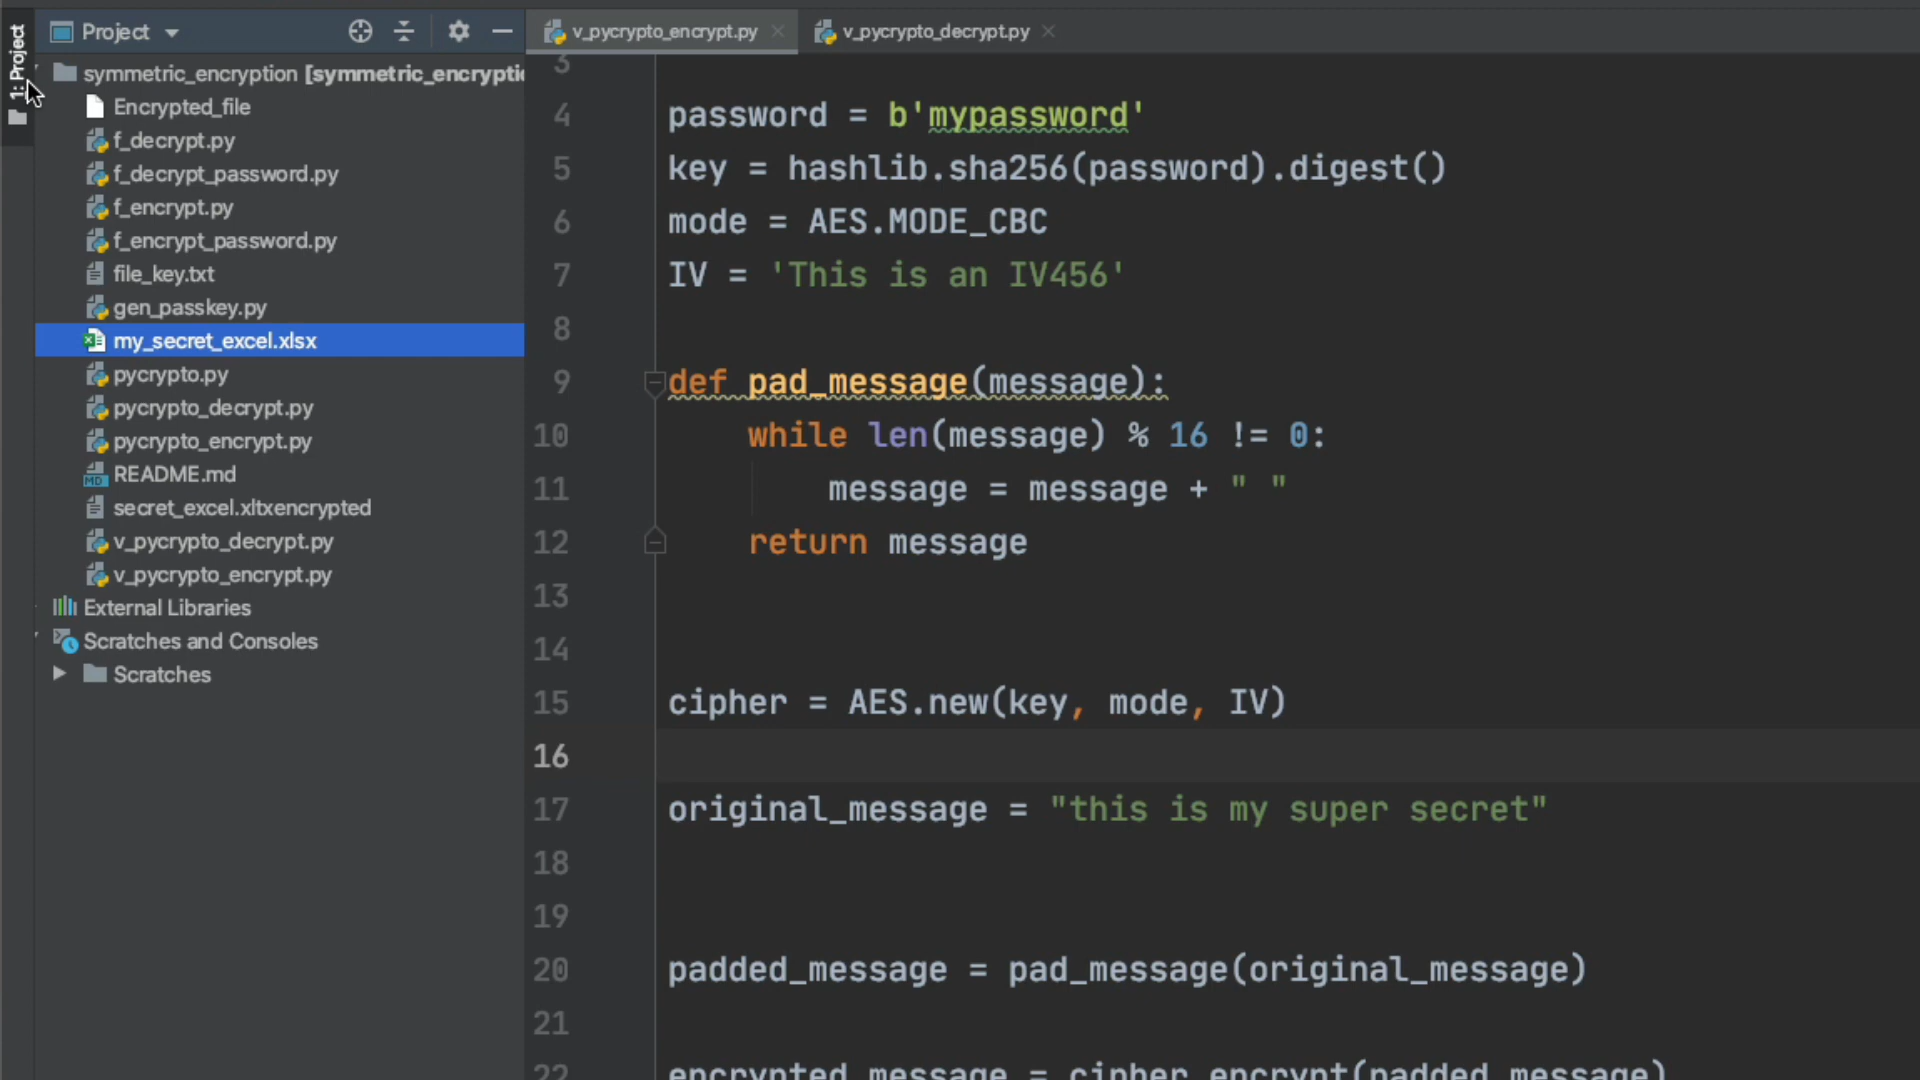 1: Project
Project
symmetric_encryption [symmetric_encryptio
Encrypted_file
f_decrypt.py
f_decrypt_password.py
f_encrypt.py
f_encrypt_password.py
file_key.txt
gen_passkey.py
my_secret_excel.xlsx
pycrypto.py
pycrypto_decrypt.py
pycrypto_encrypt.py
README.md
secret_excel.xltxencrypted
v_pycrypto_decrypt.py
v_pycrypto_encrypt.py
External Libraries
Scratches and Consoles
Scratches
v_pycrypto_encrypt.py
v_pycrypto_decrypt.py
3
4 password = b'mypassword'
5 key = hashlib.sha256(password).digest()
6 mode = AES.MODE_CBC
7 IV = 'This is an IV456'
8
9 def pad_message(message):
10 while len(message) % 16 != 0:
11 message = message + " "
12 return message
13
14
15 cipher = AES.new(key, mode, IV)
16
17 original_message = "this is my super secret"
18
19
20 padded_message = pad_message(original_message)
21
22 encrypted_message = cipher.encrypt(padded_message)